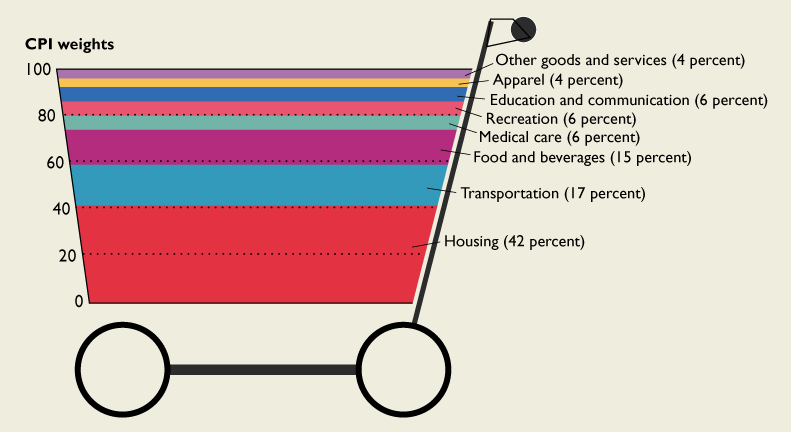 CPI weights
100
80
60
40
20
0
Other goods and services (4 percent)
Apparel (4 percent)
Education and communication (6 percent)
Recreation (6 percent)
Medical care (6 percent)
Food and beverages (15 percent)
Transportation (17 percent)
Housing (42 percent)